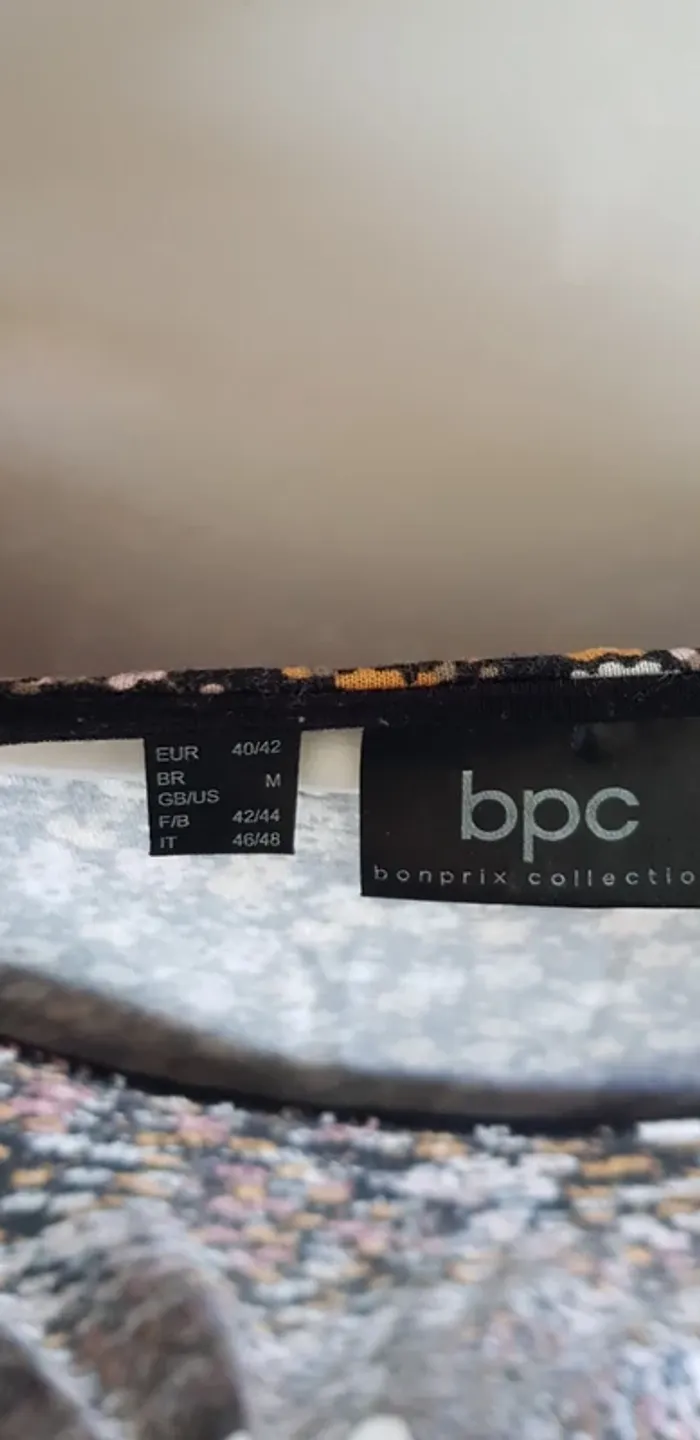 EUR 40/42
BR M
GB/US
F/B 42/44
IT 46/48
bpc
bonprix collectio